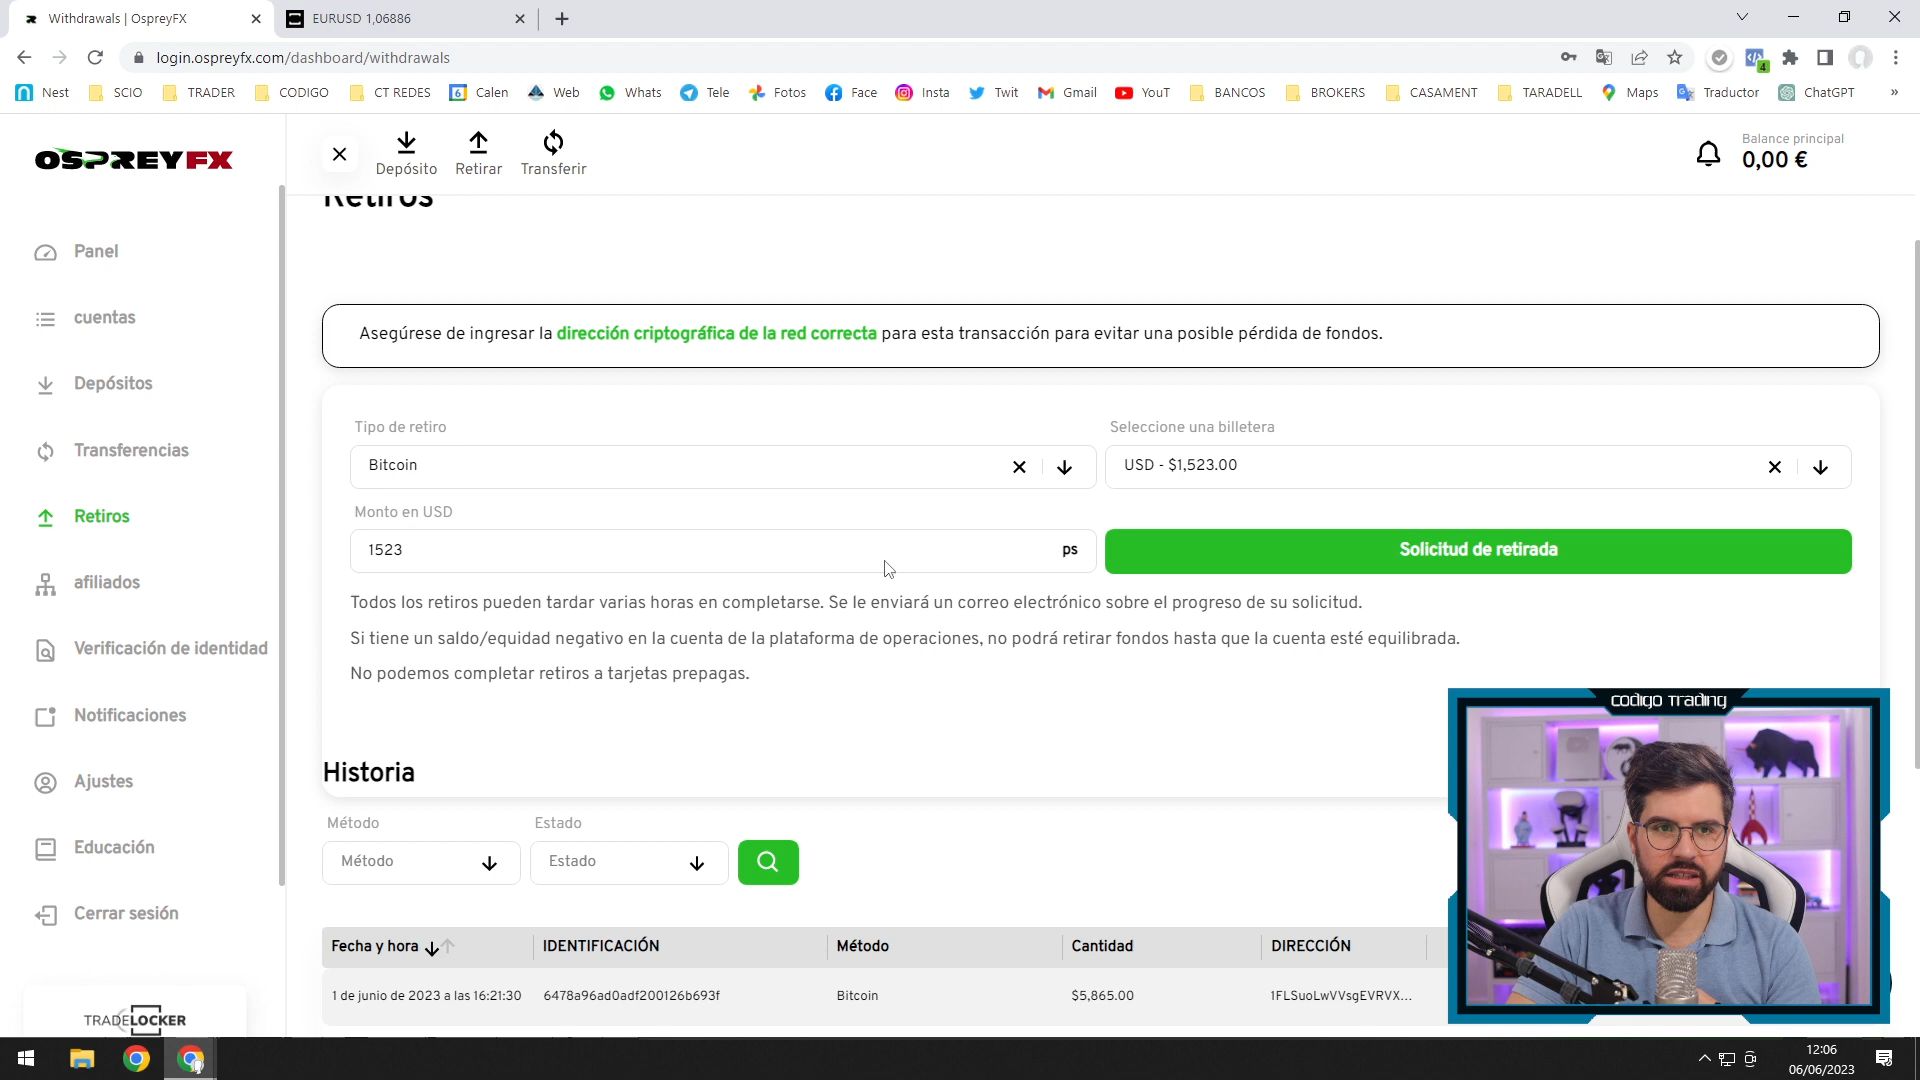 Withdrawals | OspreyFX
EURUSD 1,06886
login.ospreyfx.com/dashboard/withdrawals
4
Nest
SCIO
TRADER
CODIGO
CT REDES
6
Calen
Web
Whats
Tele
Fotos
Face
Insta
Twit
Gmail
YouT
BANCOS
BROKERS
CASAMENT
TARADELL
Maps
Traductor
ChatGPT
»
OSPREYFX
Depósito
Retirar
Transferir
Balance principal
0,00 €
Retiros
Panel
cuentas
Depósitos
Transferencias
Retiros
afiliados
Verificación de identidad
Notificaciones
Ajustes
Educación
Cerrar sesión
TRADELOCKER
Asegúrese de ingresar la dirección criptográfica de la red correcta para esta transacción para evitar una posible pérdida de fondos.
Tipo de retiro
Seleccione una billetera
Bitcoin
USD - $1,523.00
Monto en USD
1523
ps
Solicitud de retirada
Todos los retiros pueden tardar varias horas en completarse. Se le enviará un correo electrónico sobre el progreso de su solicitud.
Si tiene un saldo/equidad negativo en la cuenta de la plataforma de operaciones, no podrá retirar fondos hasta que la cuenta esté equilibrada.
No podemos completar retiros a tarjetas prepagas.
Historia
Método
Estado
Método
Estado
Fecha y hora
IDENTIFICACIÓN
Método
Cantidad
DIRECCIÓN
1 de junio de 2023 a las 16:21:30
6478a96ad0adf200126b693f
Bitcoin
$5,865.00
1FLSuoLwVVsgEVRVX...
codigo Trading
12:06
06/06/2023